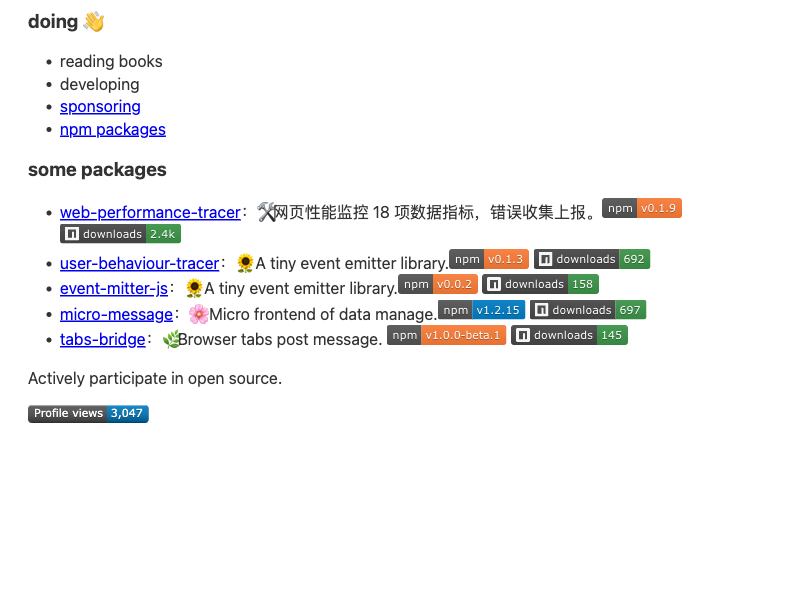 doing 👋
reading books
developing
sponsoring
npm packages
some packages
web-performance-tracer：🛠网页性能监控 18 项数据指标，错误收集上报。 npm v0.1.9
downloads 2.4k
user-behaviour-tracer：🌻A tiny event emitter library. npm v0.1.3 downloads 692
event-mitter-js：🌻A tiny event emitter library. npm v0.0.2 downloads 158
micro-message：🌸Micro frontend of data manage. npm v1.2.15 downloads 697
tabs-bridge：🌿Browser tabs post message. npm v1.0.0-beta.1 downloads 145
Actively participate in open source.
Profile views 3,047